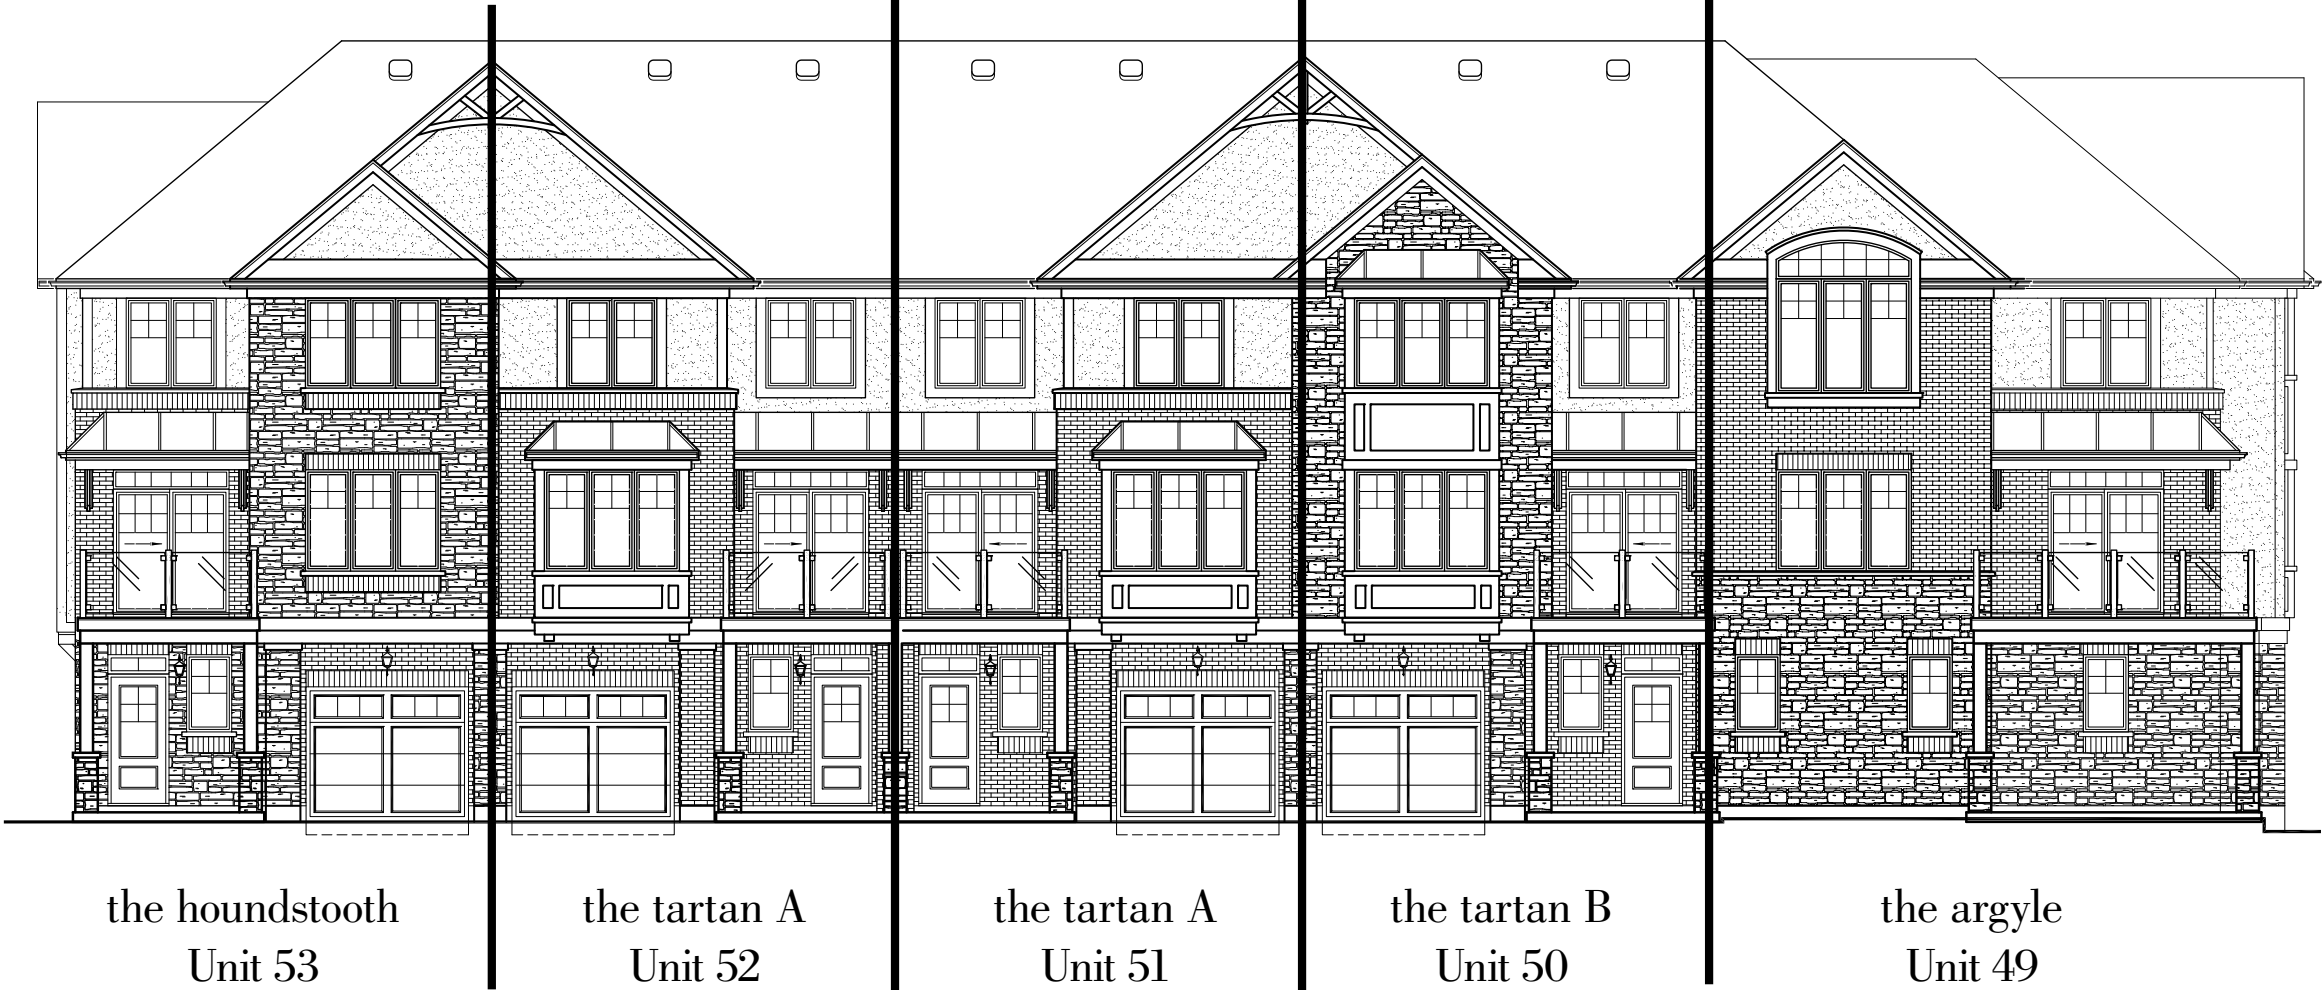 the houndstooth
Unit 53
the tartan A
Unit 52
the tartan A
Unit 51
the tartan B
Unit 50
the argyle
Unit 49